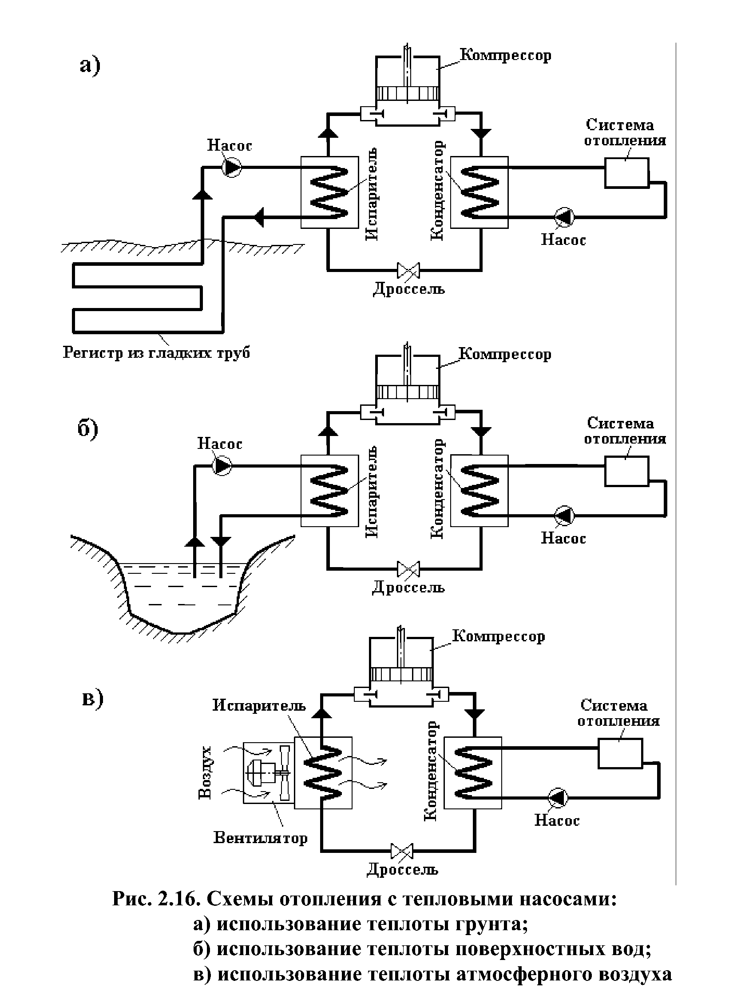 а)
Компрессор
Система
отопления
Насос
Испаритель
Конденсатор
Насос
Дроссель
Регистр из гладких труб
Компрессор
б)
Система
отопления
Насос
Испаритель
Конденсатор
Насос
Дроссель
Компрессор
в)
Испаритель
Система
отопления
Воздух
Конденсатор
Насос
Вентилятор
Дроссель
Рис. 2.16. Схемы отопления с тепловыми насосами:
а) использование теплоты грунта;
б) использование теплоты поверхностных вод;
в) использование теплоты атмосферного воздуха